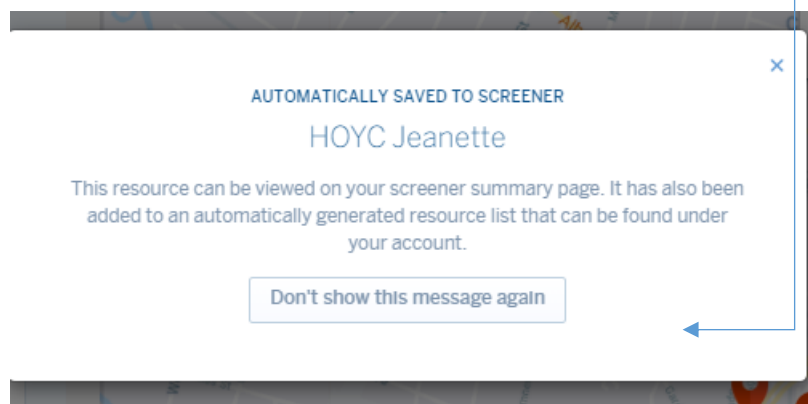 AUTOMATICALLY SAVED TO SCREENER
HOYC Jeanette
This resource can be viewed on your screener summary page. It has also been
added to an automatically generated resource list that can be found under
your account.
Don't show this message again